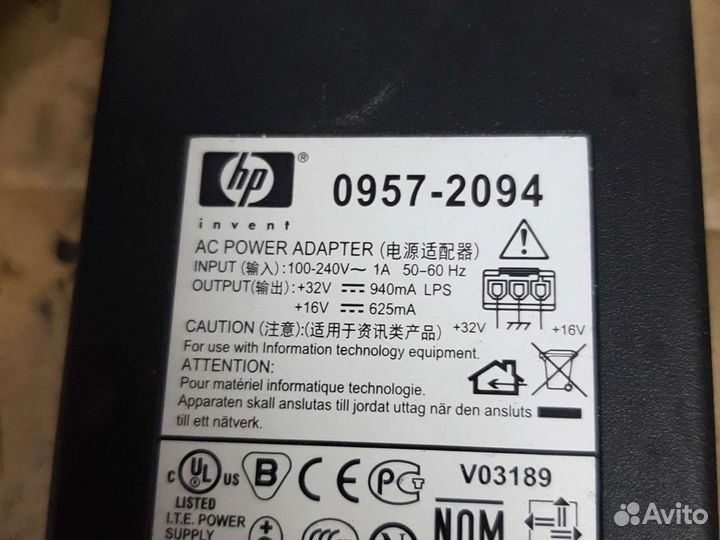 hp ®
invent
0957-2094
AC POWER ADAPTER (电源适配器)
INPUT (输入):100-240V～ 1A 50-60 Hz
OUTPUT(输出): +32V ⎓ 940mA LPS
+16V ⎓ 625mA
+32V +16V
CAUTION (注意):(适用于资讯类产品)
For use with Information technology equipment.
ATTENTION:
Pour matériel informatique technologie.
Apparaten skall anslutas till jordat uttag när den ansluts
till ett nätverk.
C UL US
LISTED
I.T.E. POWER
SUPPLY
B
CE
V03189
NOM
Avito